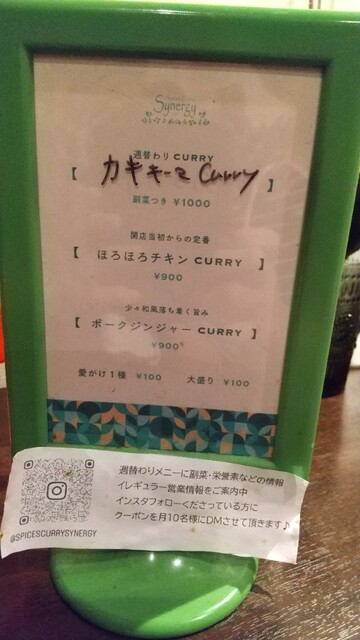 Synergy
週替わり CURRY
【 カキキーマ Curry 】
副菜つき ¥1000
開店当初からの定番
【 ほろほろチキン CURRY 】
¥900
少々和風落ち着く旨み
【 ポークジンジャー CURRY 】
¥900
愛がけ1種 ¥100 大盛り ¥100
週替わりメニューに副菜・栄養素などの情報
イレギュラー営業情報をご案内中
インスタフォローくださっている方に
クーポンを月10名様にDMさせて頂きます♪
@SPICESCURRYSYNERGY